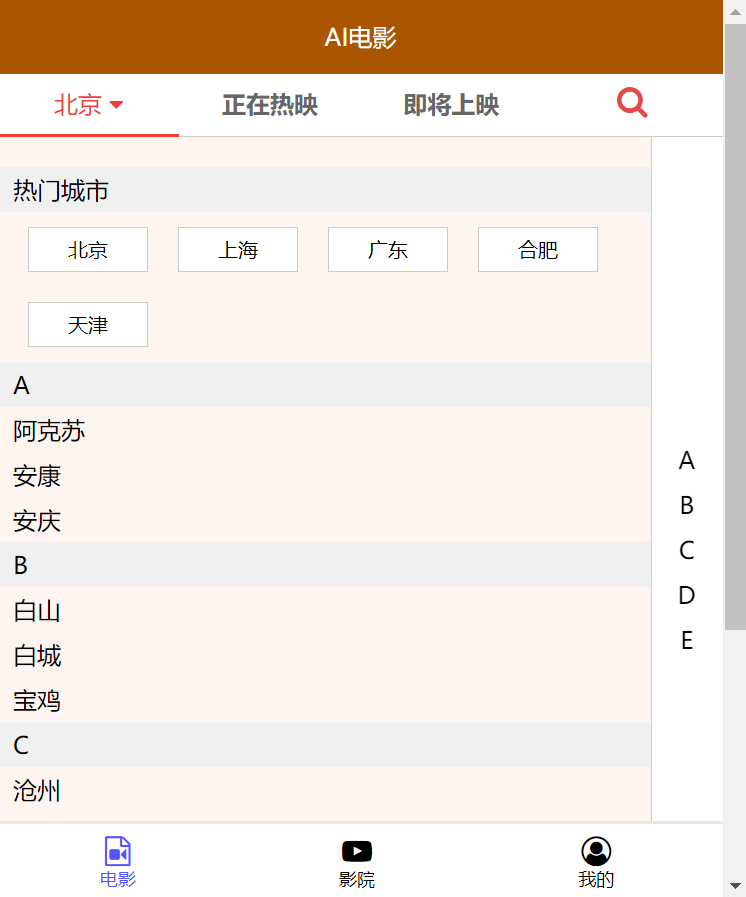 AI电影
北京 正在热映 即将上映
热门城市
北京 上海 广东 合肥
天津
A
阿克苏
安康
安庆
B
白山
白城
宝鸡
C
沧州
A
B
C
D
E
电影 影院 我的